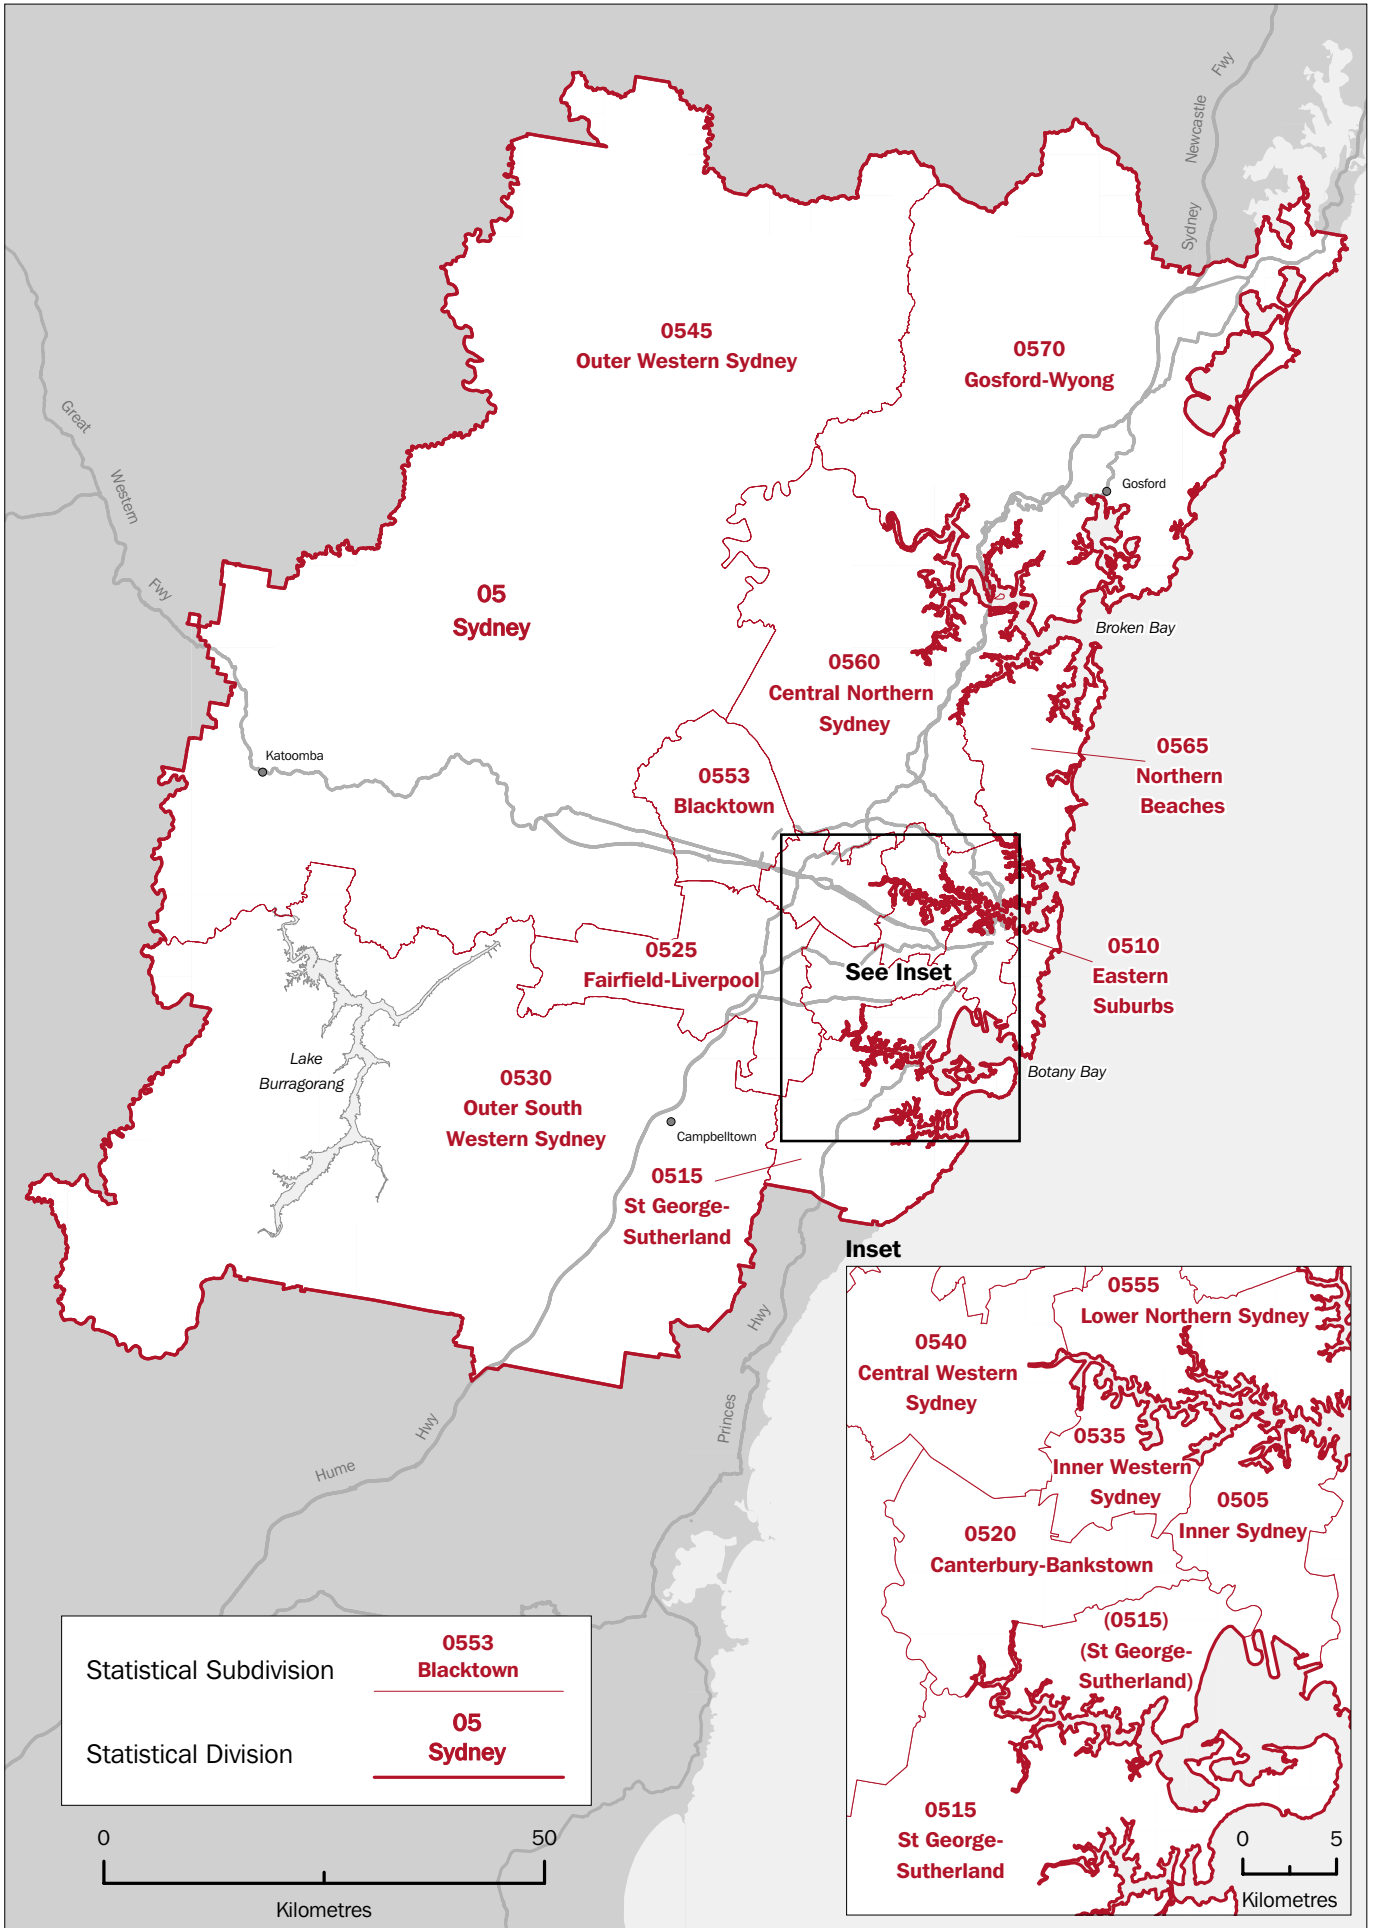 Newcastle
Fwy
Sydney
0545
Outer Western Sydney
0570
Gosford-Wyong
Great
Western
Fwy
Gosford
05
Sydney
Broken Bay
0560
Central Northern
Sydney
0565
Northern
Beaches
Katoomba
0553
Blacktown
0525
Fairfield-Liverpool
See Inset
0510
Eastern
Suburbs
Lake
Burragorang
0530
Outer South
Western Sydney
Botany Bay
Campbelltown
0515
St George-
Sutherland
Hwy
Princes
Hwy
Hume
Inset
0555
Lower Northern Sydney
0540
Central Western
Sydney
0535
Inner Western
Sydney
0505
Inner Sydney
0520
Canterbury-Bankstown
(0515)
(St George-
Sutherland)
0515
St George-
Sutherland
0 5
Kilometres
Statistical Subdivision
0553
Blacktown
Statistical Division
05
Sydney
0 50
Kilometres